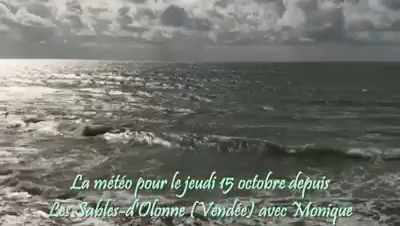 La météo pour le jeudi 15 octobre depuis
Les Sables-d'Olonne (Vendée) avec Monique